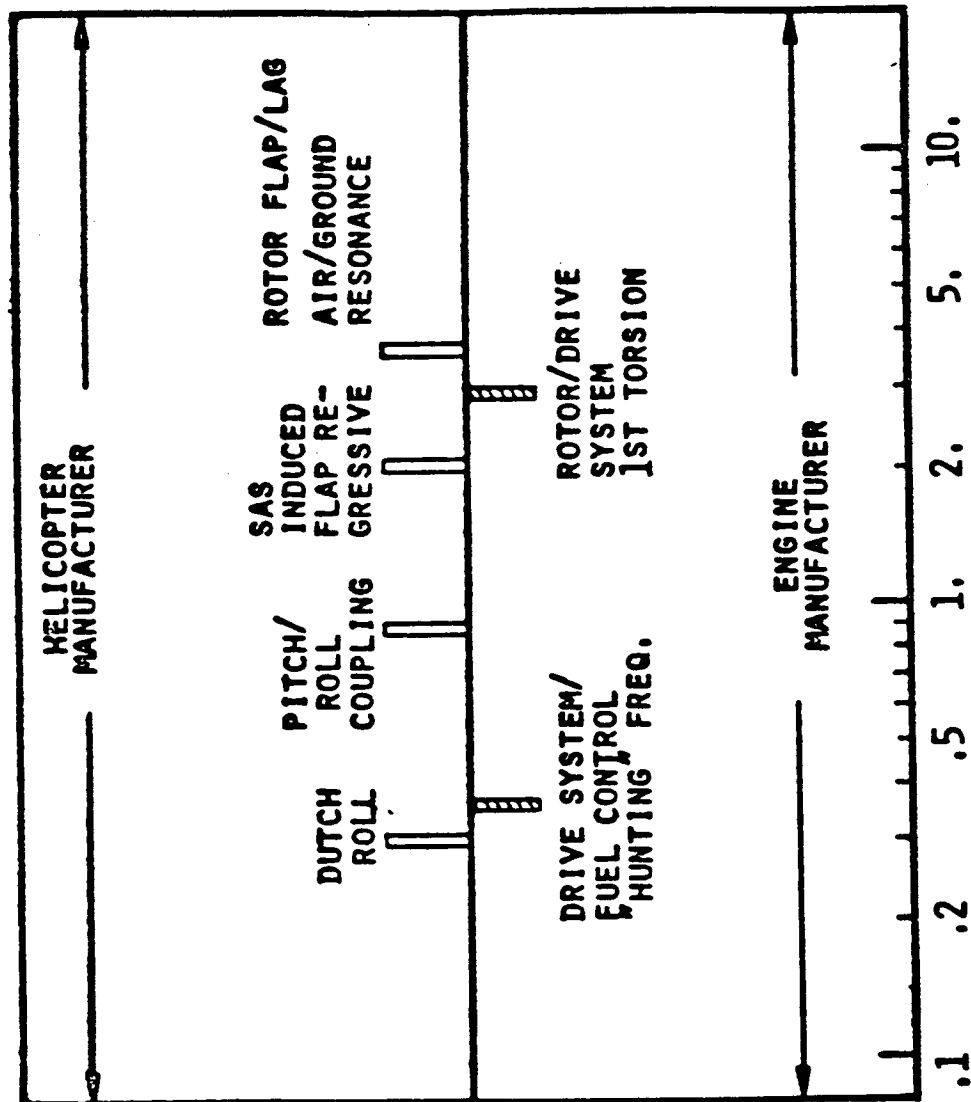 HELICOPTER
MANUFACTURER
DUTCH
ROLL
PITCH/
ROLL
COUPLING
SAS
INDUCED
FLAP RE-
GRESSIVE
ROTOR FLAP/LAG
AIR/GROUND
RESONANCE
DRIVE SYSTEM/
FUEL CONTROL
"HUNTING" FREQ.
ROTOR/DRIVE
SYSTEM
1ST TORSION
ENGINE
MANUFACTURER
.1 .2 .5 1. 2. 5. 10.